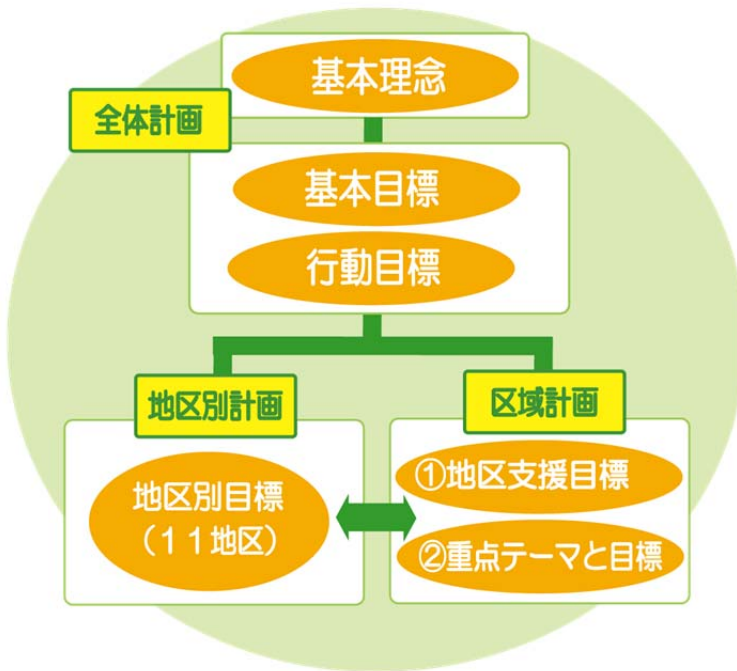 基本理念
全体計画
基本目標
行動目標
地区別計画
区域計画
地区別目標
（１１地区）
①地区支援目標
②重点テーマと目標